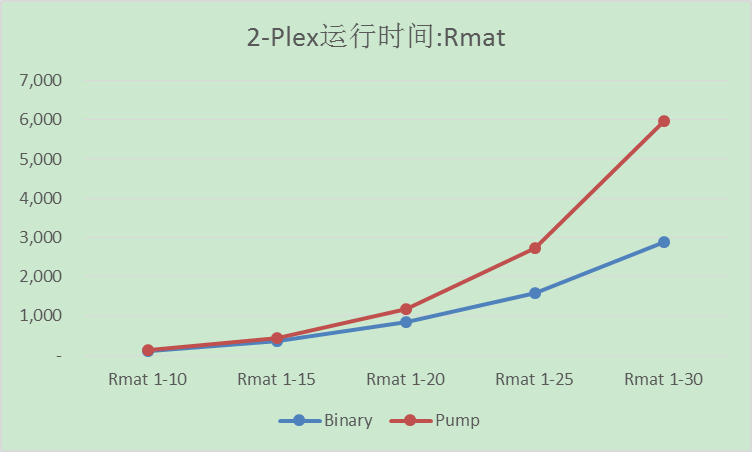 2-Plex运行时间:Rmat
7,000
6,000
5,000
4,000
3,000
2,000
1,000
-
Rmat 1-10 Rmat 1-15 Rmat 1-20 Rmat 1-25 Rmat 1-30
Binary Pump